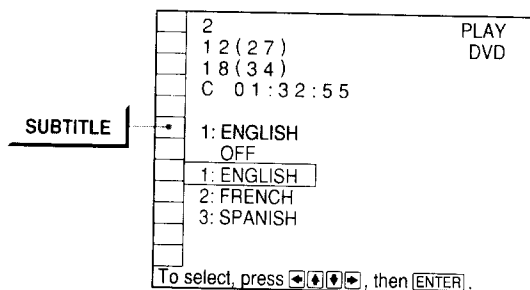 2 PLAY
12(27) DVD
18(34)
C 01:32:55
SUBTITLE
1: ENGLISH
OFF
1: ENGLISH
2: FRENCH
3: SPANISH
To select, press ←↑↓→, then ENTER.